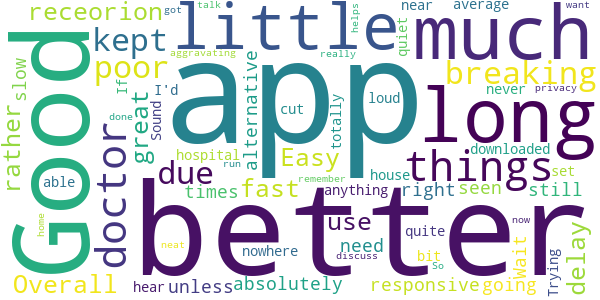 got talk helps near average want
receorion little much
kept aggravating really quiet privacy
slow poor app breaking
If I'd never
Good doctor rather great Sound alternative cut loud long
done totally downloaded
able hospital Easy house things set
run remember
due anything right seen still
times fast use
home better
neat nowhere need quite bit now delay
hear unless discuss So Wait Trying
Overall absolutely responsive going